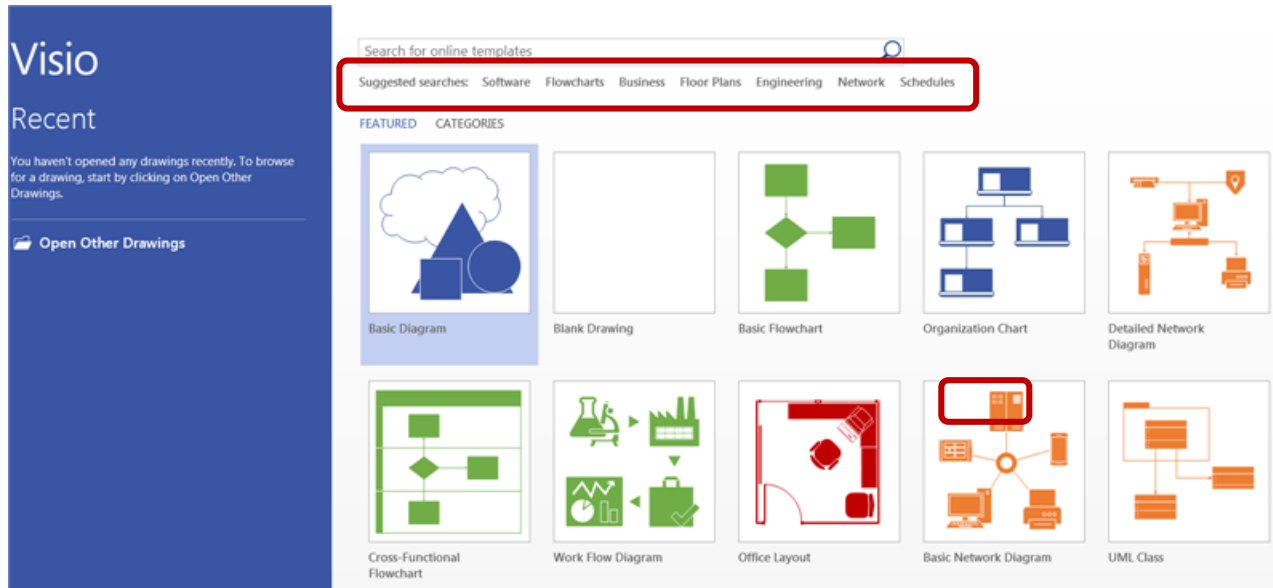 Visio
Recent
You haven't opened any drawings recently. To browse
for a drawing, start by clicking on Open Other
Drawings.
Open Other Drawings
Search for online templates
Suggested searches: Software Flowcharts Business Floor Plans Engineering Network Schedules
FEATURED CATEGORIES
Basic Diagram
Blank Drawing
Basic Flowchart
Organization Chart
Detailed Network
Diagram
Cross-Functional
Flowchart
Work Flow Diagram
Office Layout
Basic Network Diagram
UML Class